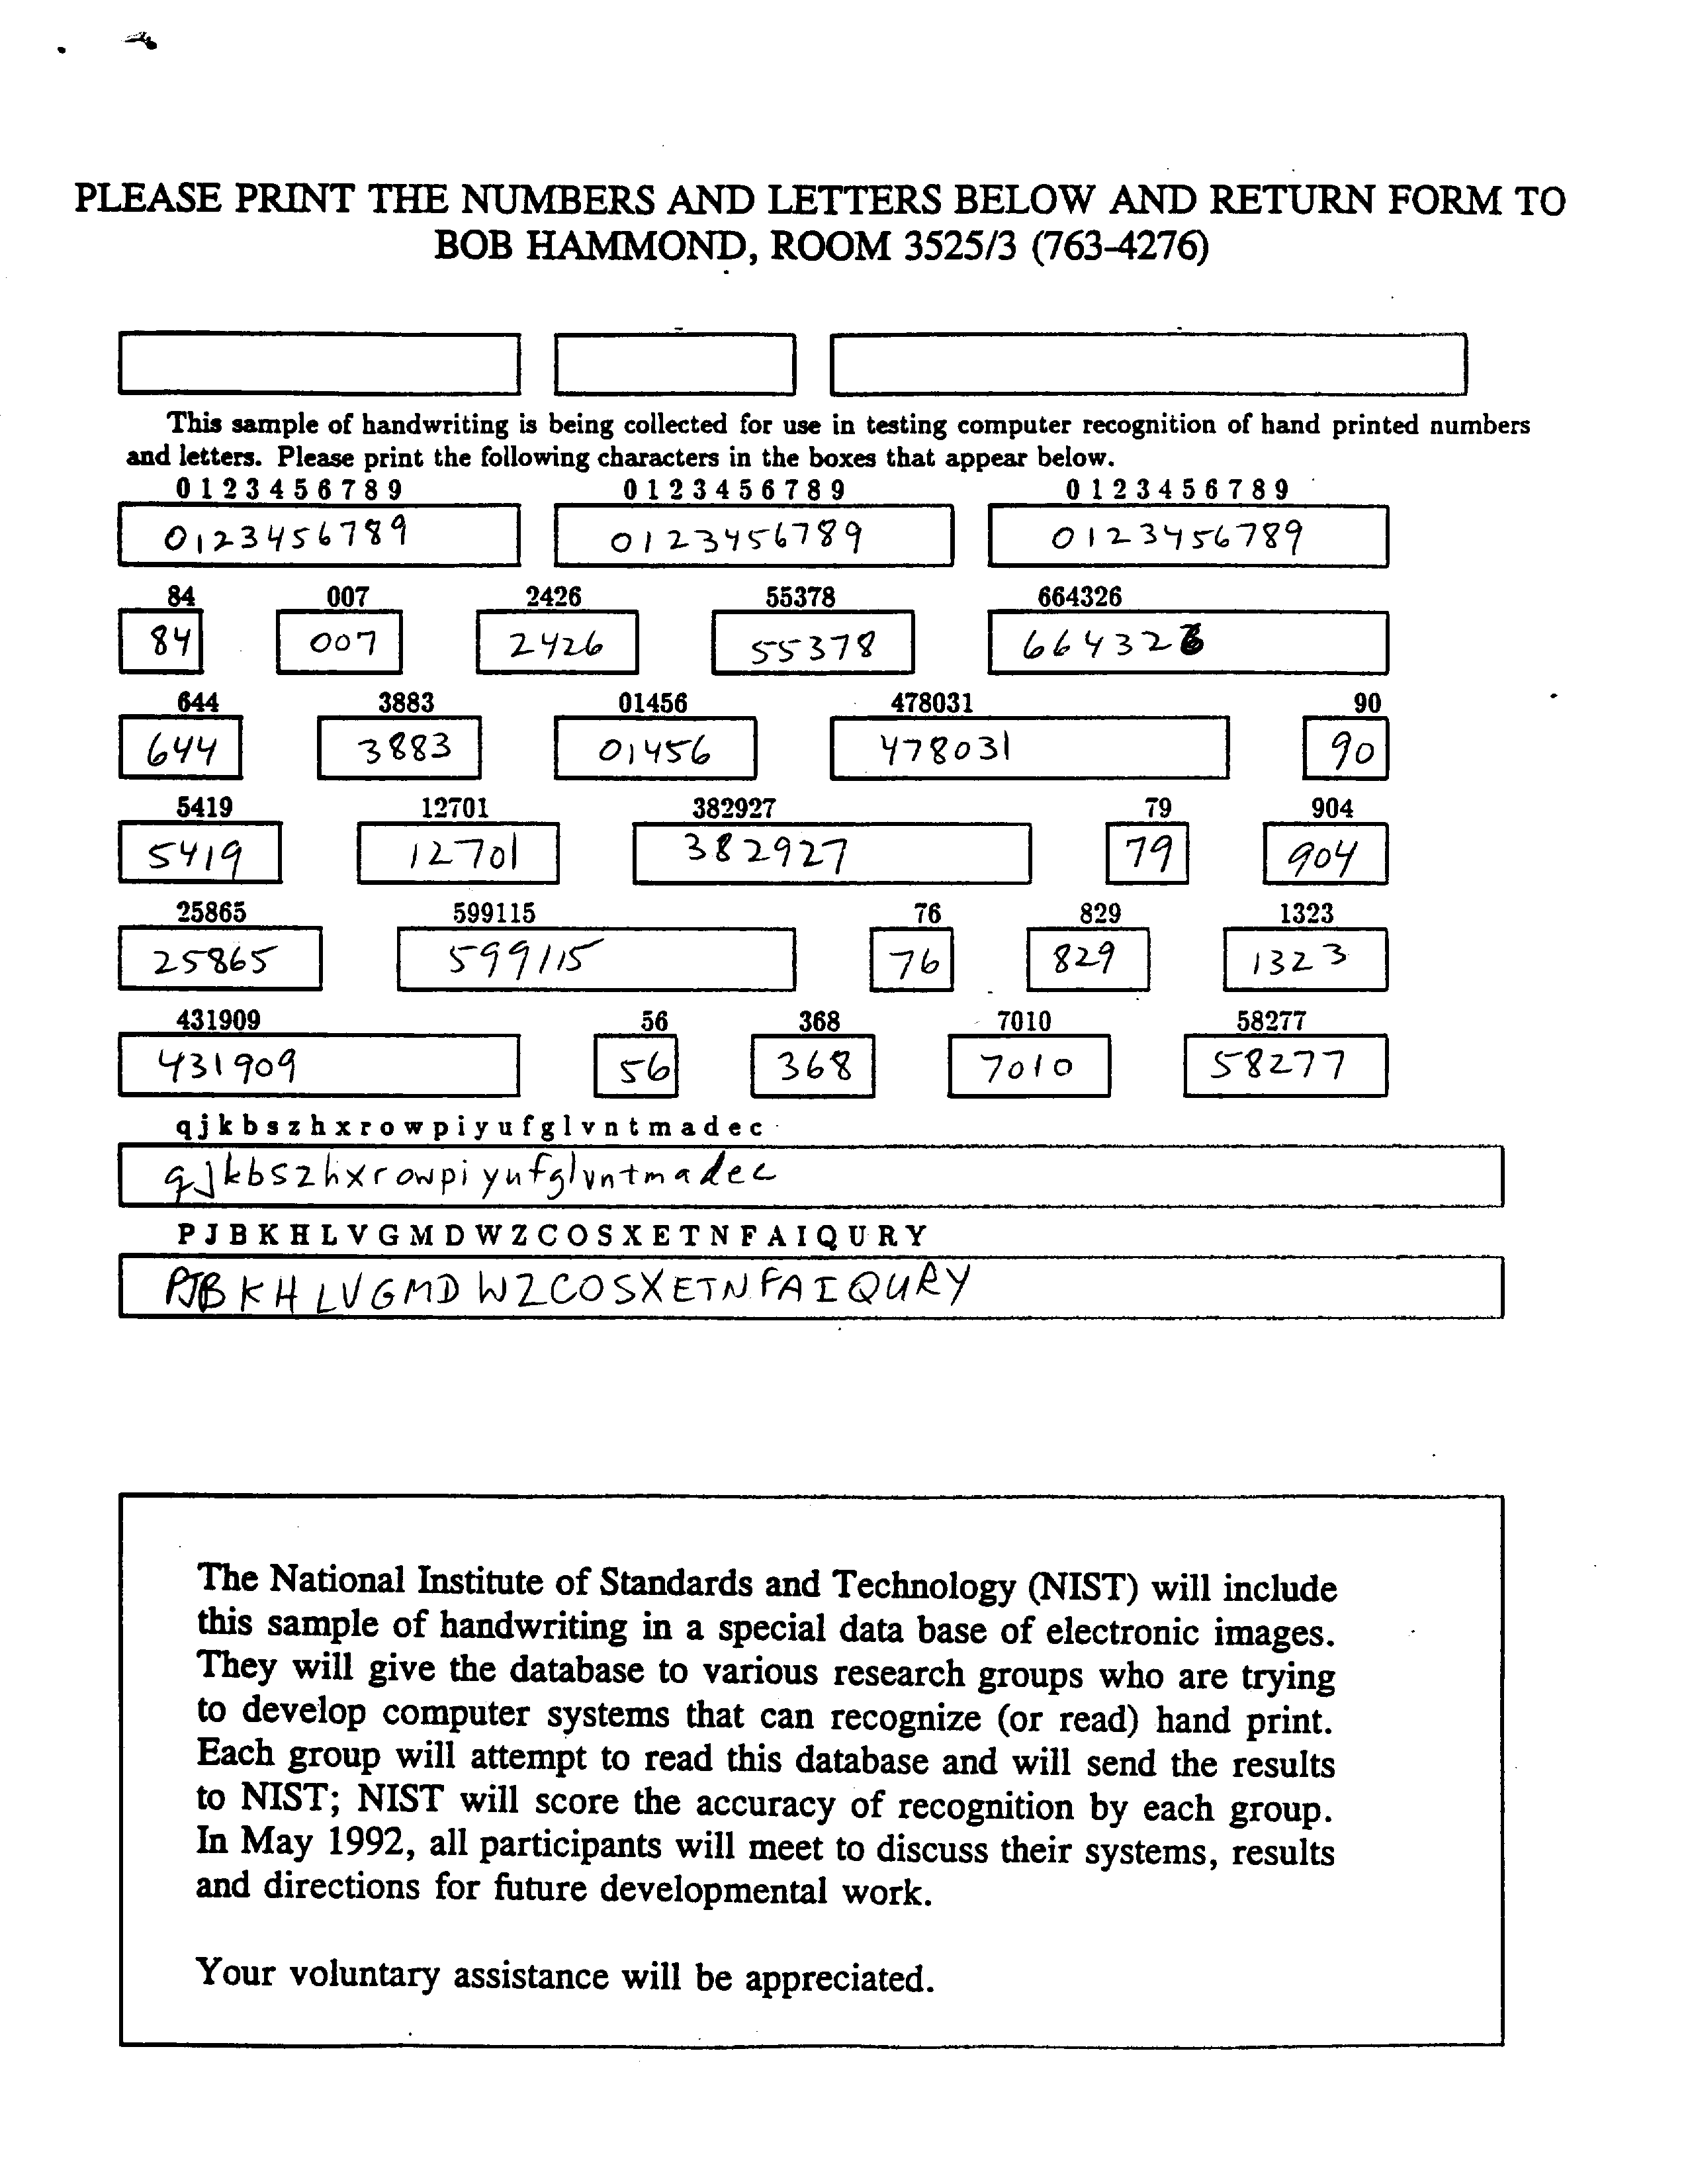 PLEASE PRINT THE NUMBERS AND LETTERS BELOW AND RETURN FORM TO
BOB HAMMOND, ROOM 3525/3 (763-4276)
This sample of handwriting is being collected for use in testing computer recognition of hand printed numbers
and letters. Please print the following characters in the boxes that appear below.
0 1 2 3 4 5 6 7 8 9 0 1 2 3 4 5 6 7 8 9 0 1 2 3 4 5 6 7 8 9
0123456789 0123456789 0123456789
84 007 2426 55378 664326
84 007 2426 55378 664326
644 3883 01456 478031 90
644 3883 01456 478031 90
5419 12701 382927 79 904
5419 12701 382927 79 904
25865 599115 76 829 1323
25865 599115 76 829 1323
431909 56 368 7010 58277
431909 56 368 7010 58277
q j k b s z h x r o w p i y u f g l v n t m a d e c
qjkbszhxrowpiyufglvntmadec
P J B K H L V G M D W Z C O S X E T N F A I Q U R Y
PJBKHLVGMDWZCOSXETNFAIQURY
The National Institute of Standards and Technology (NIST) will include
this sample of handwriting in a special data base of electronic images.
They will give the database to various research groups who are trying
to develop computer systems that can recognize (or read) hand print.
Each group will attempt to read this database and will send the results
to NIST; NIST will score the accuracy of recognition by each group.
In May 1992, all participants will meet to discuss their systems, results
and directions for future developmental work.
Your voluntary assistance will be appreciated.